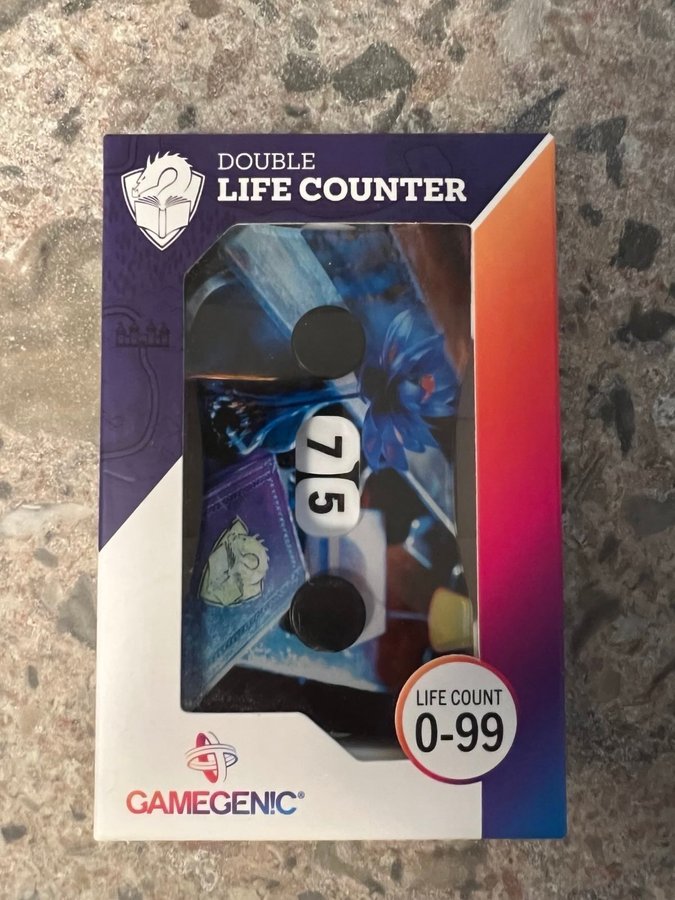 DOUBLE
LIFE COUNTER
7
5
LIFE COUNT
0-99
GAMEGEN!C®